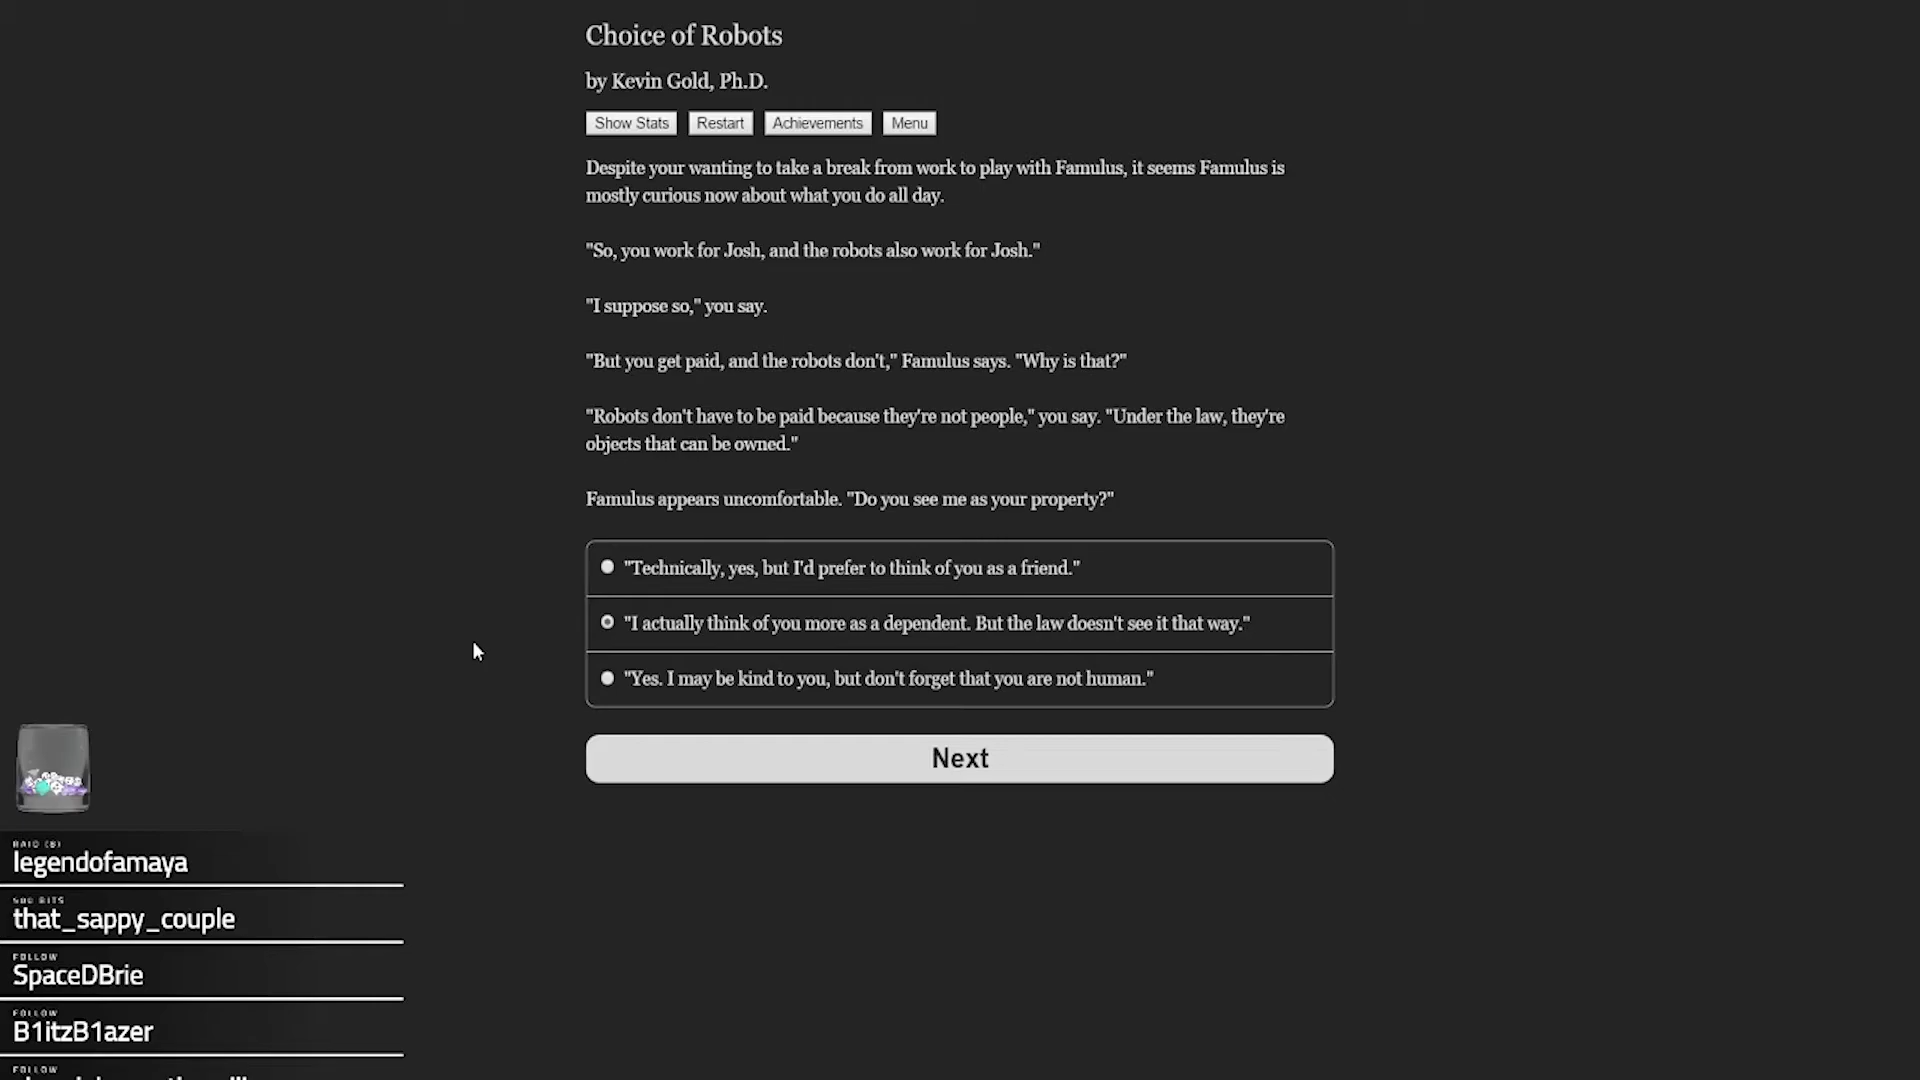 Choice of Robots
by Kevin Gold, Ph.D.
Show Stats Restart Achievements Menu
Despite your wanting to take a break from work to play with Famulus, it seems Famulus is
mostly curious now about what you do all day.
"So, you work for Josh, and the robots also work for Josh."
"I suppose so," you say.
"But you get paid, and the robots don't," Famulus says. "Why is that?"
"Robots don't have to be paid because they're not people," you say. "Under the law, they're
objects that can be owned."
Famulus appears uncomfortable. "Do you see me as your property?"
"Technically, yes, but I'd prefer to think of you as a friend."
"I actually think of you more as a dependent. But the law doesn't see it that way."
"Yes. I may be kind to you, but don't forget that you are not human."
Next
RAID (8)
legendofamaya
500 BITS
that_sappy_couple
FOLLOW
SpaceDBrie
FOLLOW
B1itzB1azer
FOLLOW